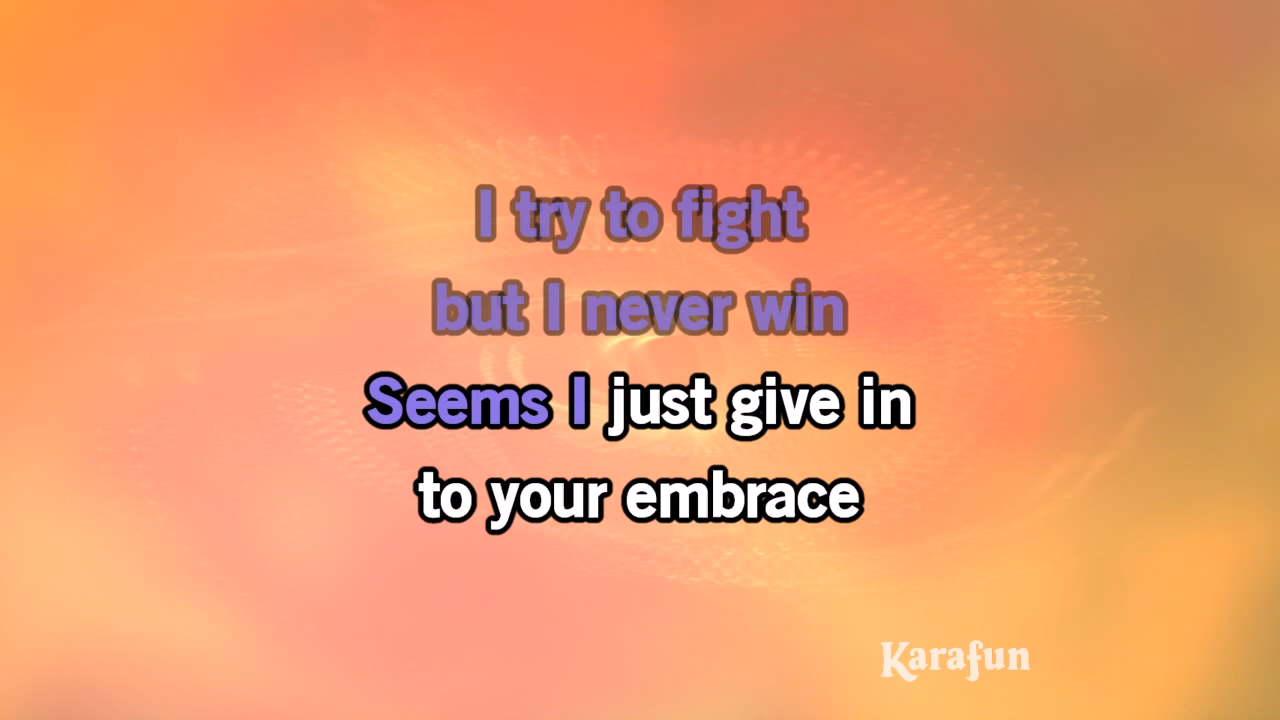 I try to fight
but I never win
Seems I just give in
to your embrace
Karafun